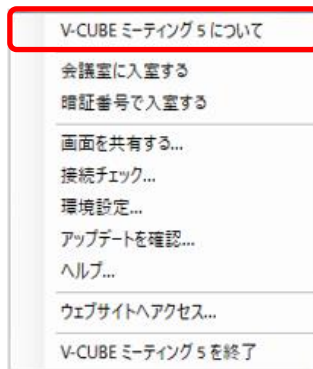 V-CUBE ミーティング 5 について
会議室に入室する
暗証番号で入室する
画面を共有する...
接続チェック...
環境設定...
アップデートを確認...
ヘルプ...
ウェブサイトへアクセス...
V-CUBE ミーティング 5 を終了